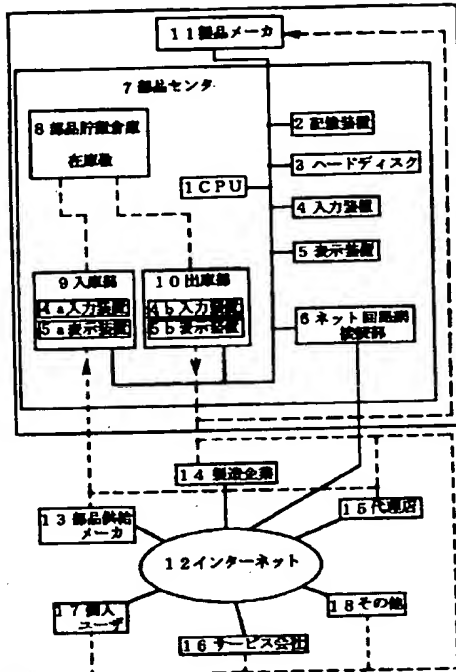 11製品メーカ
7部品センタ
8部品貯蔵倉庫
在庫数
2記憶装置
3ハードディスク
1CPU
4入力装置
5表示装置
9入庫部
4a入力装置
5a表示装置
10出庫部
4b入力装置
5b表示装置
6ネット回路網
接続部
14製造企業
13部品供給
メーカ
15代理店
12インターネット
17個人
ユーザ
18その他
16サービス会社